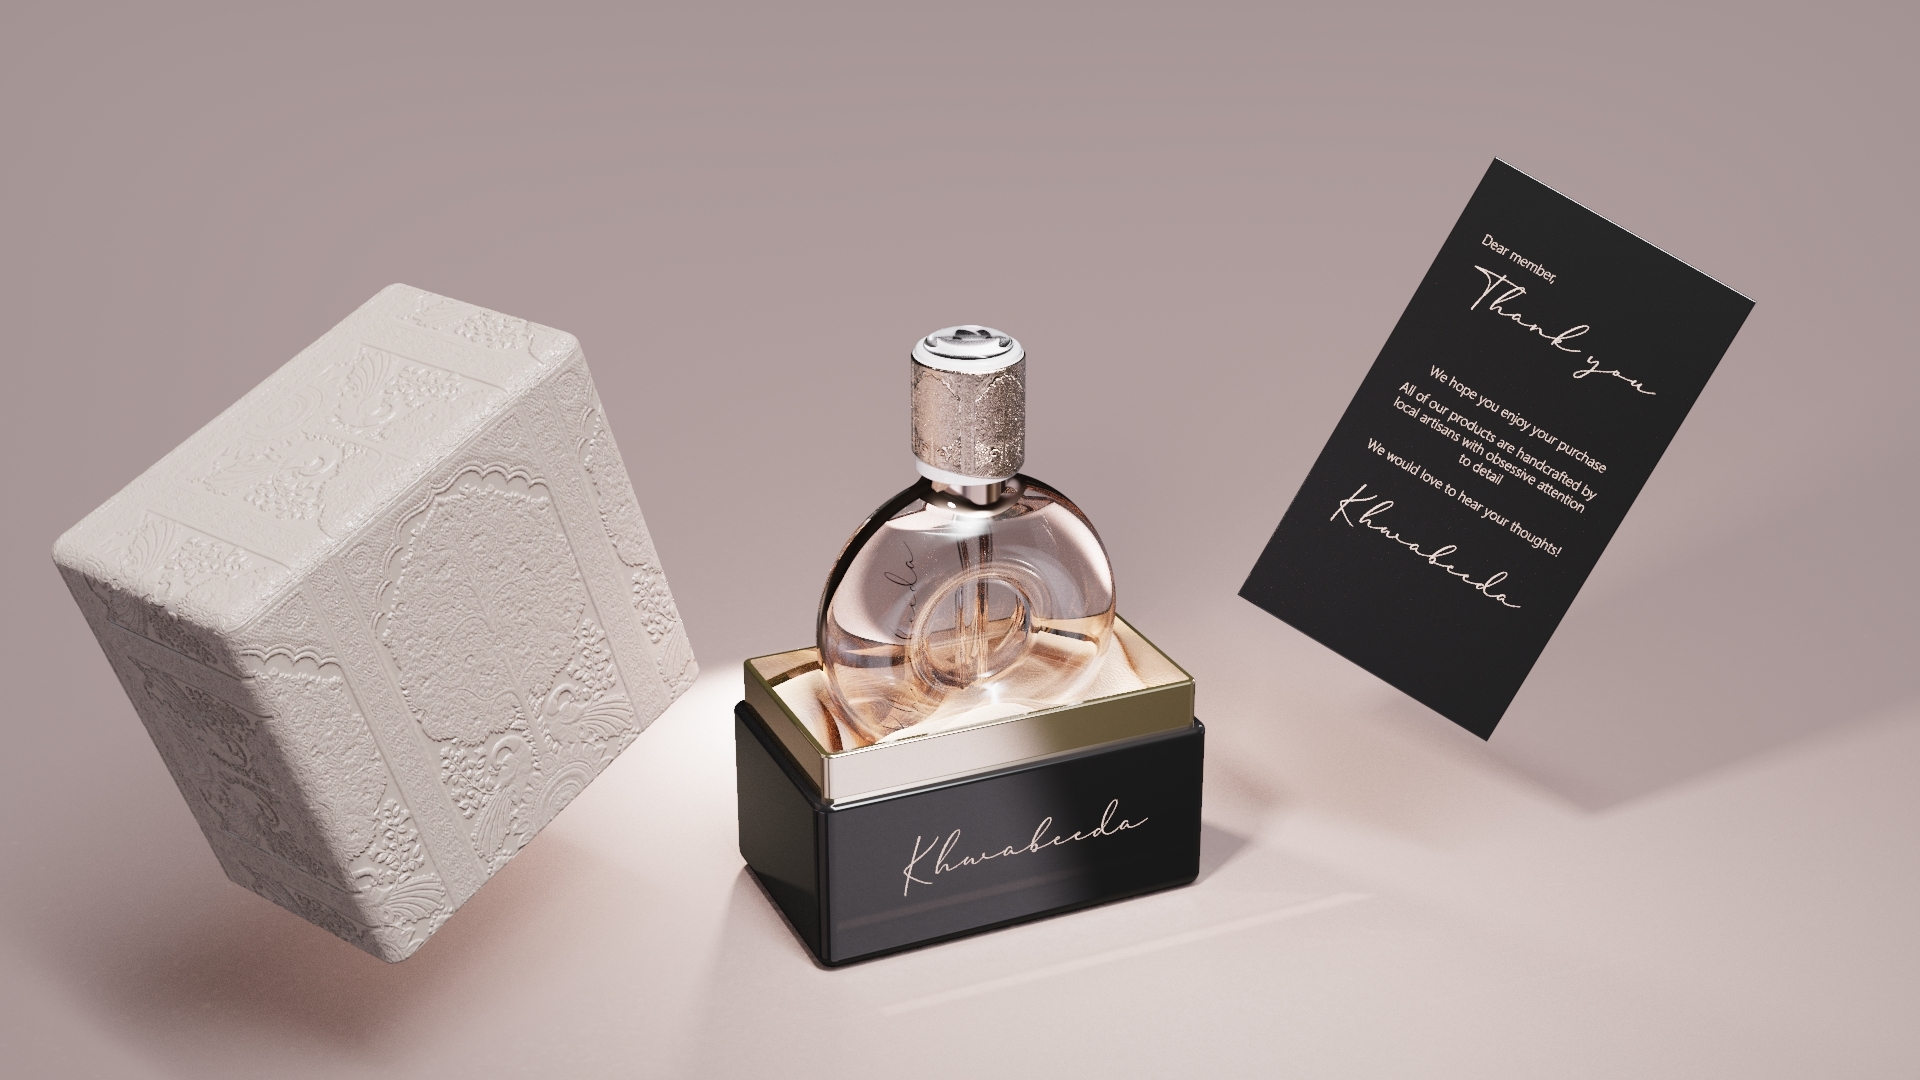 Khwabeeda
Dear member,
Thank you
We hope you enjoy your purchase
All of our products are handcrafted by
local artisans with obsessive attention
to detail
We would love to hear your thoughts!
Khwabeeda